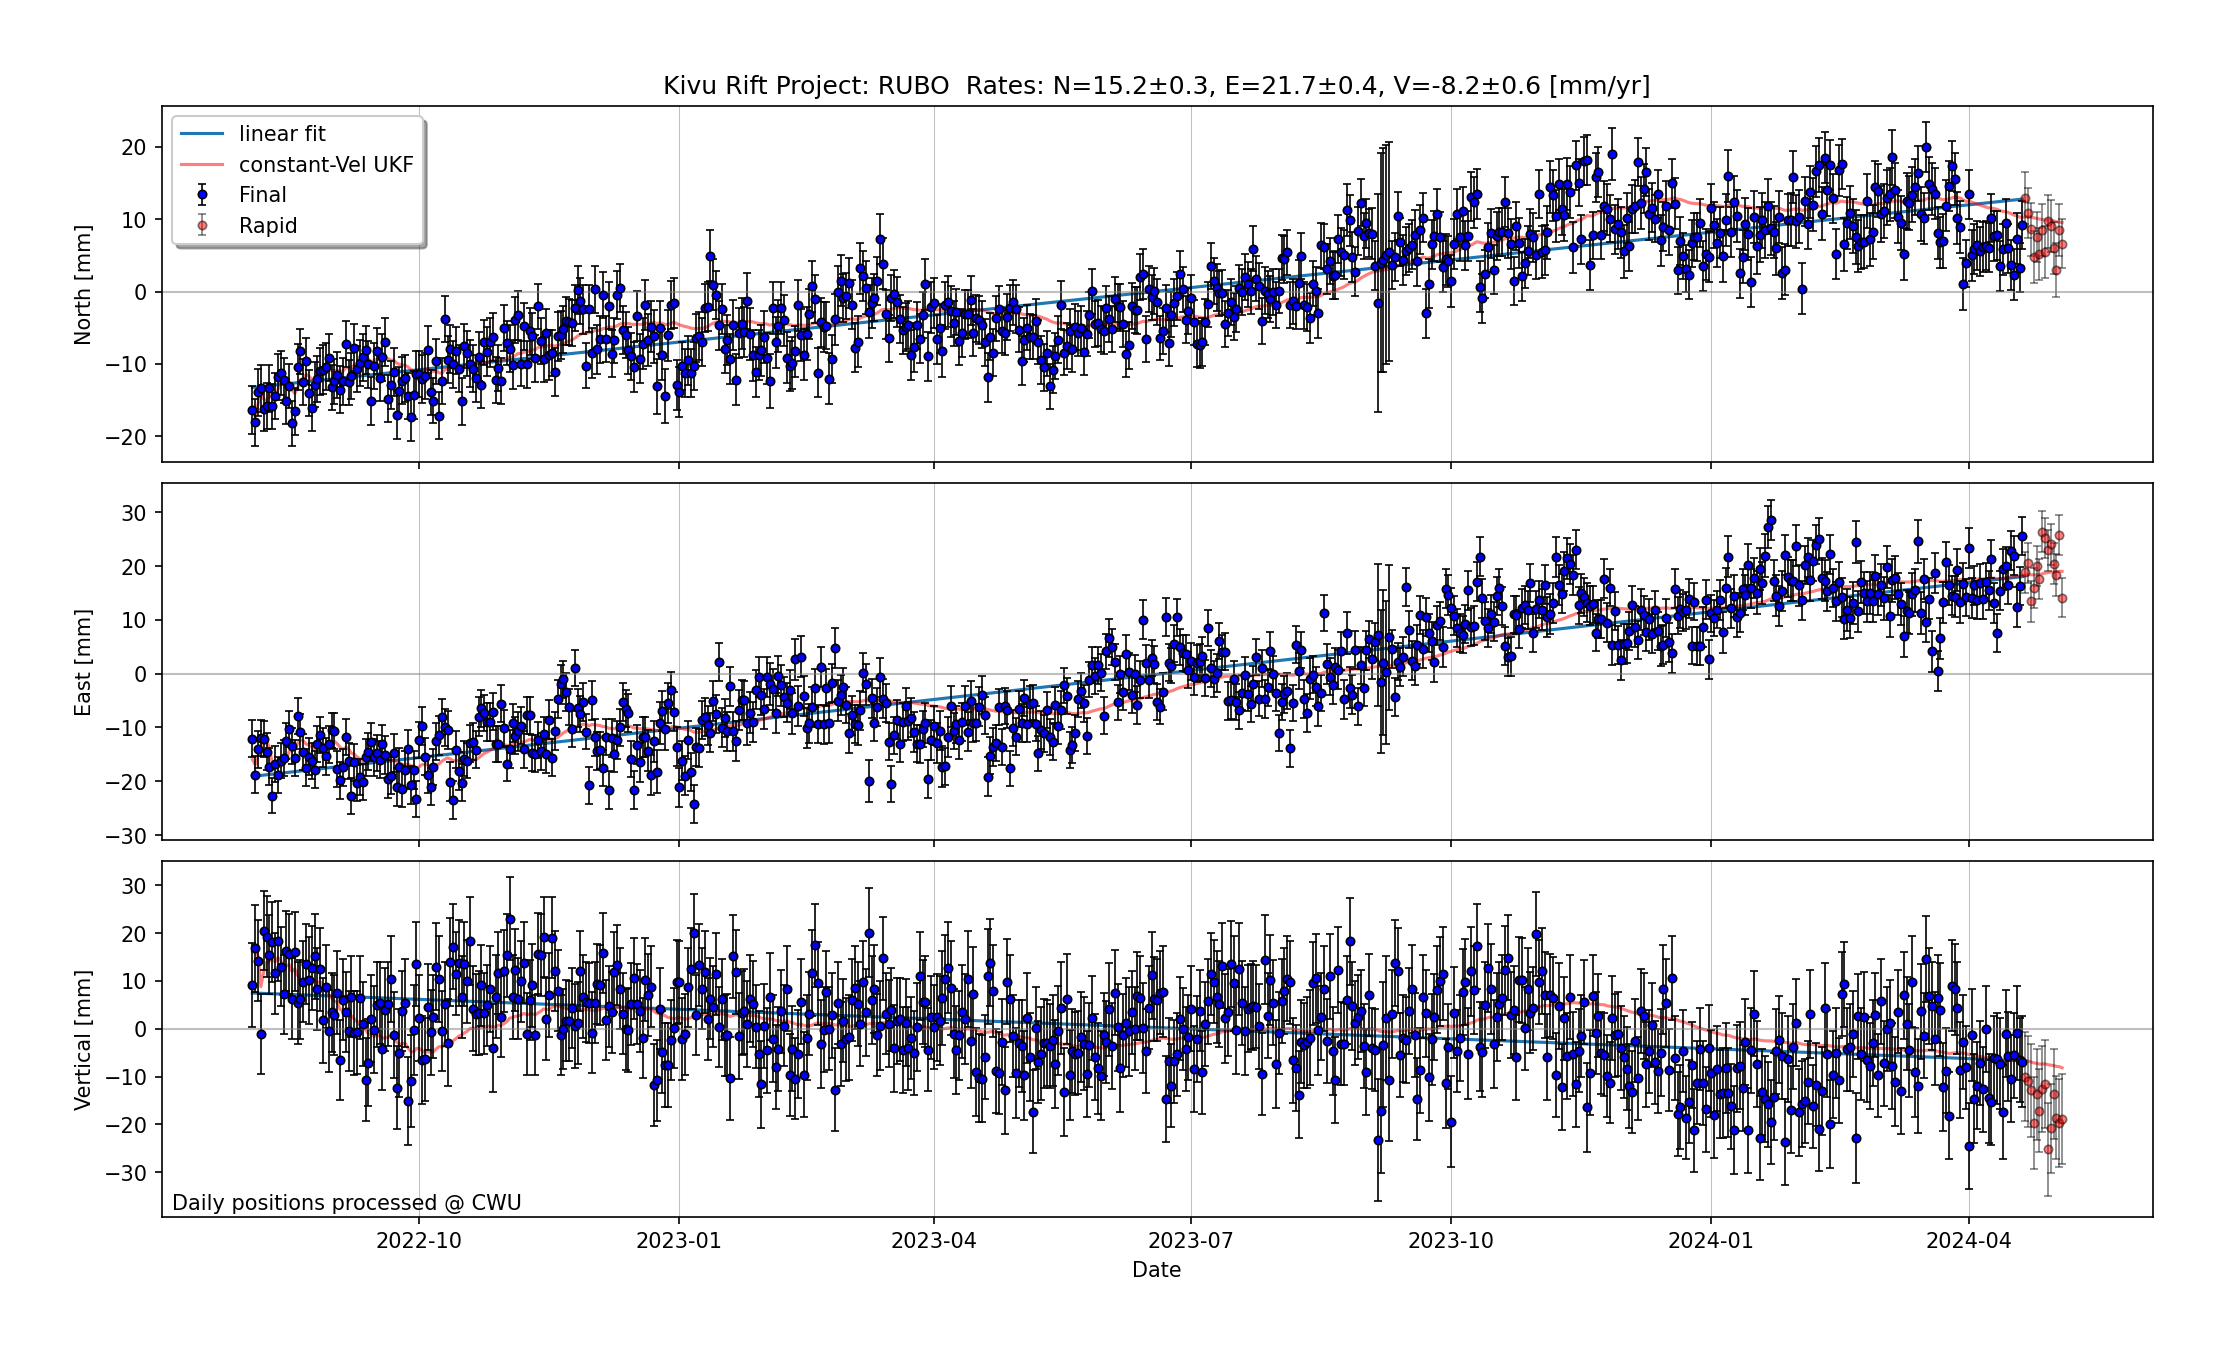 Kivu Rift Project: RUBO  Rates: N=15.2±0.3, E=21.7±0.4, V=-8.2±0.6 [mm/yr]
linear fit
constant-Vel UKF
Final
Rapid
North [mm]
20
10
0
−10
−20
East [mm]
30
20
10
0
−10
−20
−30
Vertical [mm]
30
20
10
0
−10
−20
−30
Daily positions processed @ CWU
2022-10 2023-01 2023-04 2023-07 2023-10 2024-01 2024-04
Date